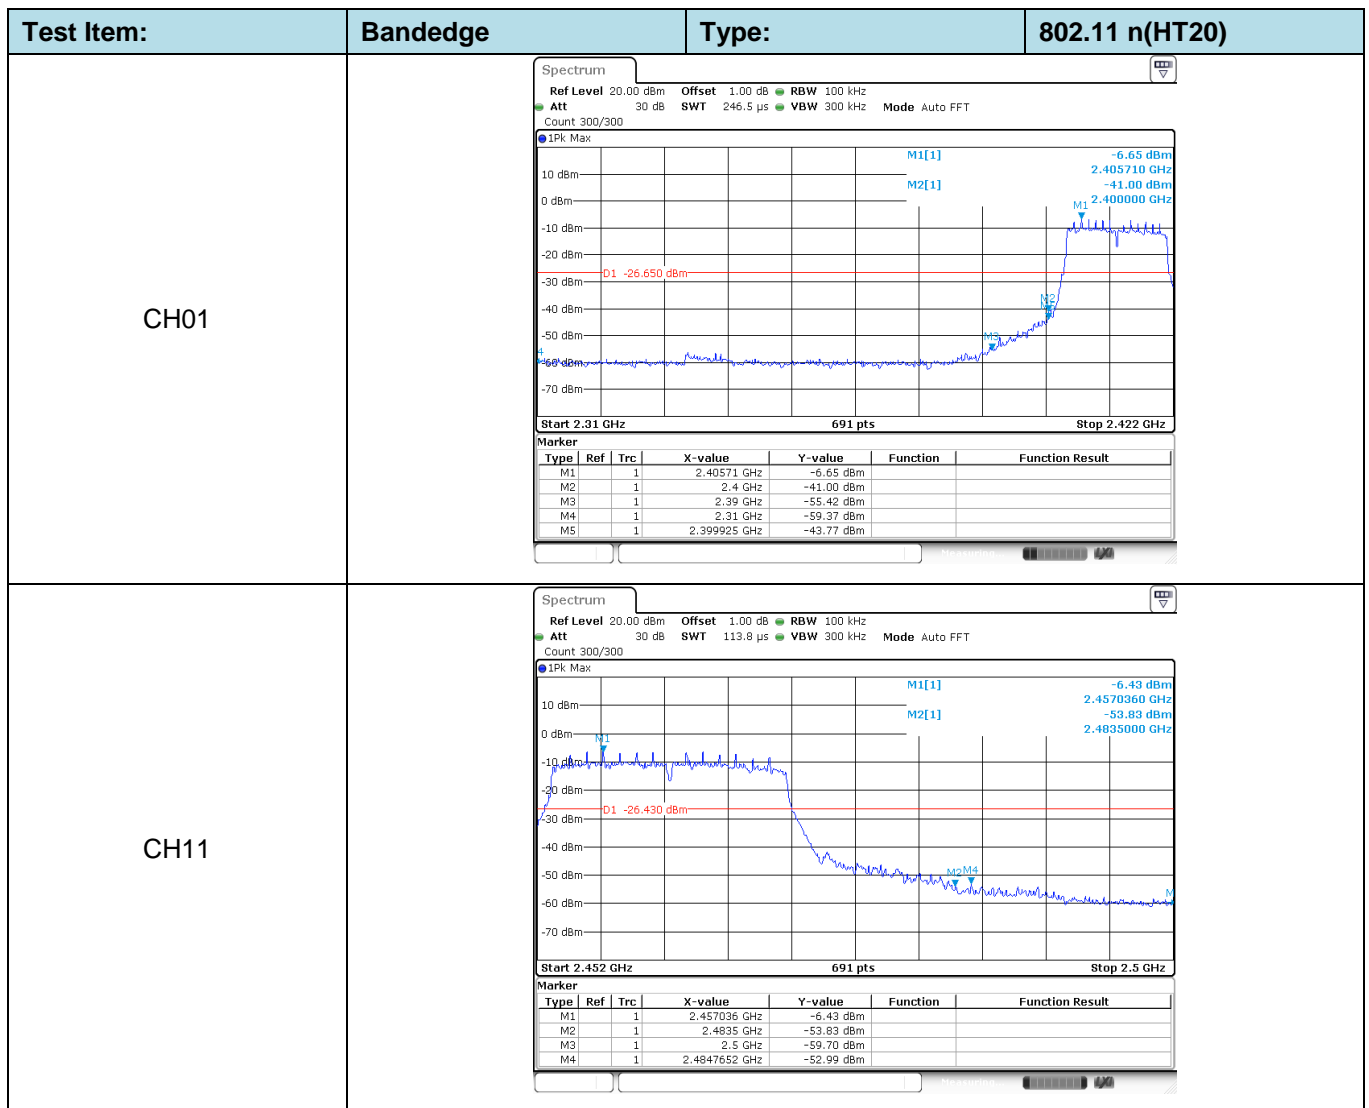 Test Item: Bandedge Type: 802.11 n(HT20)
CH01
Spectrum
Ref Level 20.00 dBm Offset 1.00 dB RBW 100 kHz
Att 30 dB SWT 246.5 µs VBW 300 kHz Mode Auto FFT
Count 300/300
1Pk Max
M1[1] -6.65 dBm
2.405710 GHz
M2[1] -41.00 dBm
2.400000 GHz
10 dBm
0 dBm
M1
-10 dBm
-20 dBm
D1 -26.650 dBm
-30 dBm
M2
-40 dBm
M5
-50 dBm
M3
4
-60 dBm
-70 dBm
Start 2.31 GHz 691 pts Stop 2.422 GHz
Marker
Type Ref Trc X-value Y-value Function Function Result
M1 1 2.40571 GHz -6.65 dBm
M2 1 2.4 GHz -41.00 dBm
M3 1 2.39 GHz -55.42 dBm
M4 1 2.31 GHz -59.37 dBm
M5 1 2.399925 GHz -43.77 dBm
Measuring...
CH11
Spectrum
Ref Level 20.00 dBm Offset 1.00 dB RBW 100 kHz
Att 30 dB SWT 113.8 µs VBW 300 kHz Mode Auto FFT
Count 300/300
1Pk Max
M1[1] -6.43 dBm
2.4570360 GHz
M2[1] -53.83 dBm
2.4835000 GHz
10 dBm
0 dBm
M1
-10 dBm
-20 dBm
D1 -26.430 dBm
-30 dBm
-40 dBm
-50 dBm
M2 M4
-60 dBm
M
-70 dBm
Start 2.452 GHz 691 pts Stop 2.5 GHz
Marker
Type Ref Trc X-value Y-value Function Function Result
M1 1 2.457036 GHz -6.43 dBm
M2 1 2.4835 GHz -53.83 dBm
M3 1 2.5 GHz -59.70 dBm
M4 1 2.4847652 GHz -52.99 dBm
Measuring...